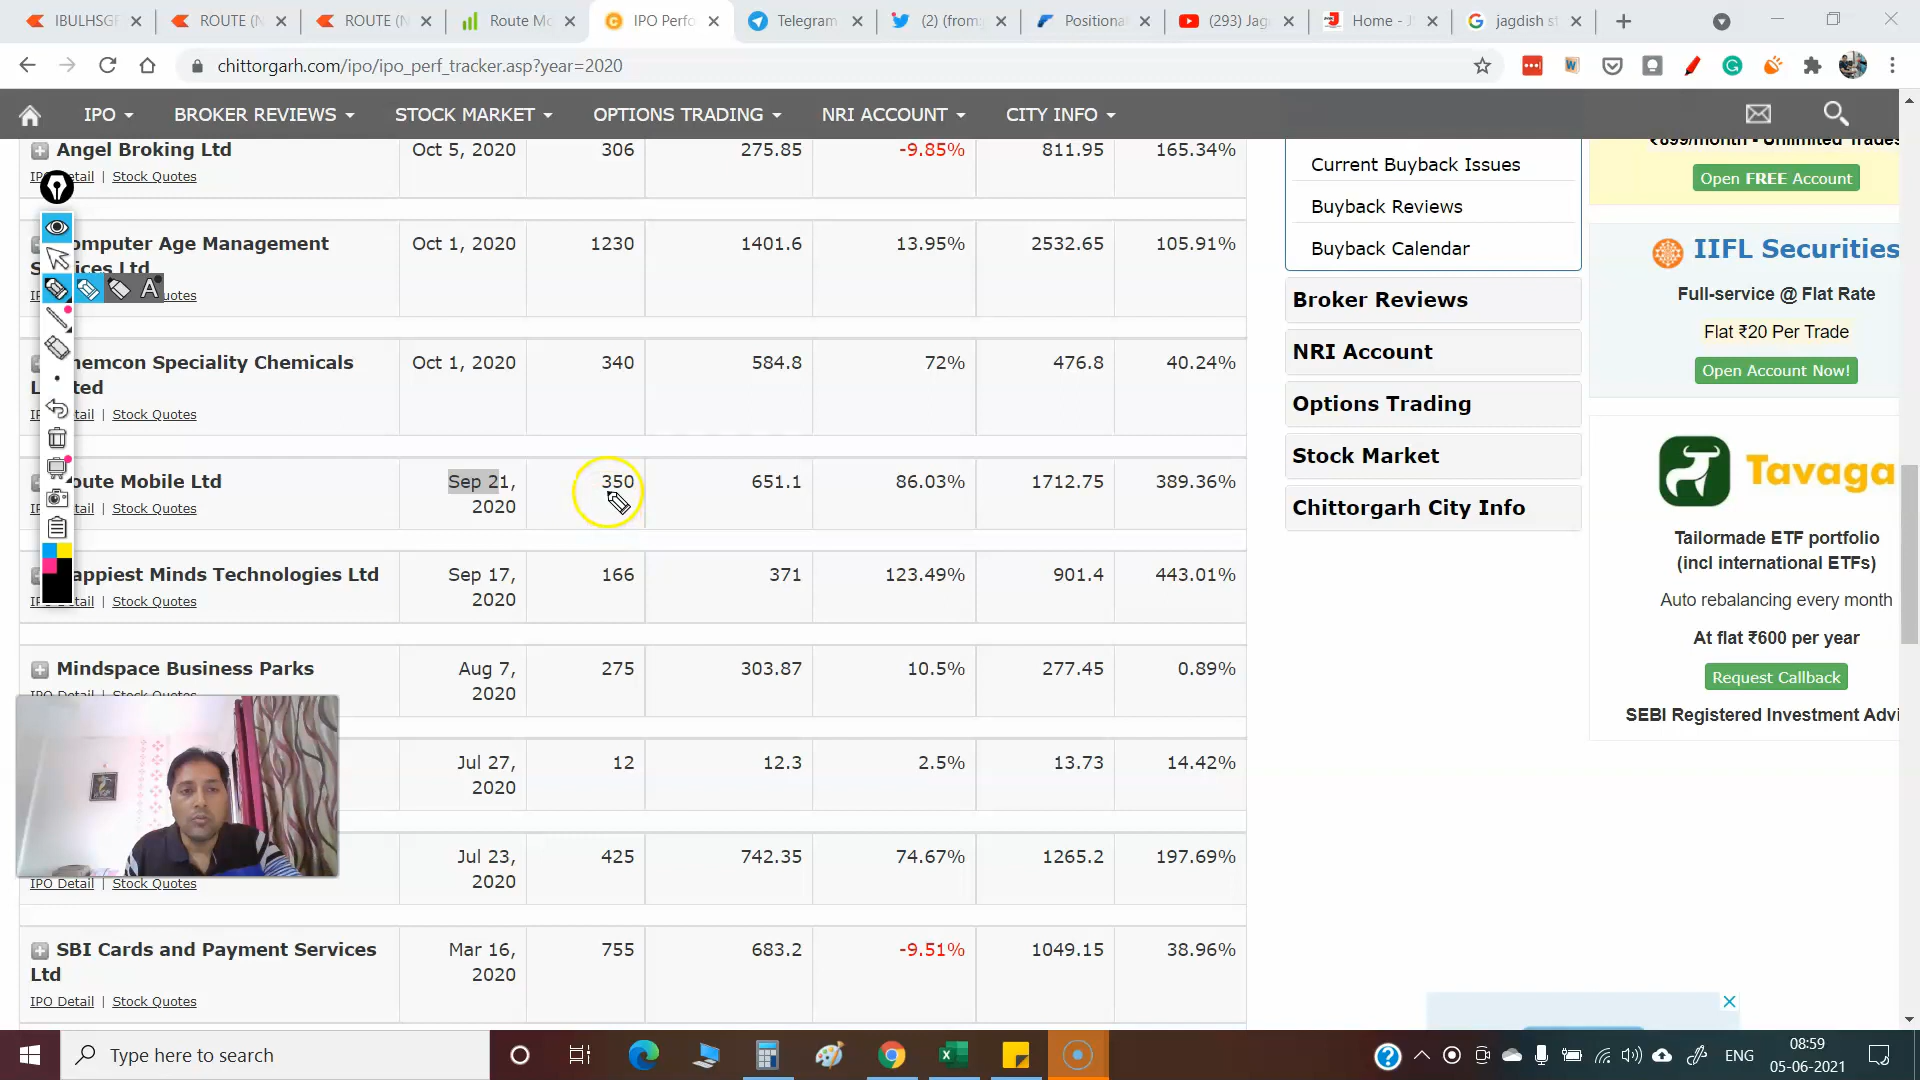 IBULHSGF
ROUTE (N
ROUTE (N
Route Mo
IPO Perfo
Telegram
(2) (from:
Positiona
(293) Jag
Home - J
jagdish st
chittorgarh.com/ipo/ipo_perf_tracker.asp?year=2020
IPO
BROKER REVIEWS
STOCK MARKET
OPTIONS TRADING
NRI ACCOUNT
CITY INFO
Angel Broking Ltd
Oct 5, 2020
306
275.85
-9.85%
811.95
165.34%
Stock Quotes
omputer Age Management
Oct 1, 2020
1230
1401.6
13.95%
2532.65
105.91%
ices Ltd
uotes
hemcon Speciality Chemicals
Oct 1, 2020
340
584.8
72%
476.8
40.24%
Stock Quotes
oute Mobile Ltd
Sep 21,
2020
350
651.1
86.03%
1712.75
389.36%
Stock Quotes
appiest Minds Technologies Ltd
Sep 17,
2020
166
371
123.49%
901.4
443.01%
Stock Quotes
Mindspace Business Parks
Aug 7,
2020
275
303.87
10.5%
277.45
0.89%
IPO Detail | Stock Quotes
Jul 27,
2020
12
12.3
2.5%
13.73
14.42%
Jul 23,
2020
425
742.35
74.67%
1265.2
197.69%
IPO Detail | Stock Quotes
SBI Cards and Payment Services
Ltd
Mar 16,
2020
755
683.2
-9.51%
1049.15
38.96%
IPO Detail | Stock Quotes
Current Buyback Issues
Buyback Reviews
Buyback Calendar
Broker Reviews
NRI Account
Options Trading
Stock Market
Chittorgarh City Info
₹899/month - Unlimited Trades
Open FREE Account
IIFL Securities
Full-service @ Flat Rate
Flat ₹20 Per Trade
Open Account Now!
Tavaga
Tailormade ETF portfolio
(incl international ETFs)
Auto rebalancing every month
At flat ₹600 per year
Request Callback
SEBI Registered Investment Advi
Type here to search
ENG
08:59
05-06-2021